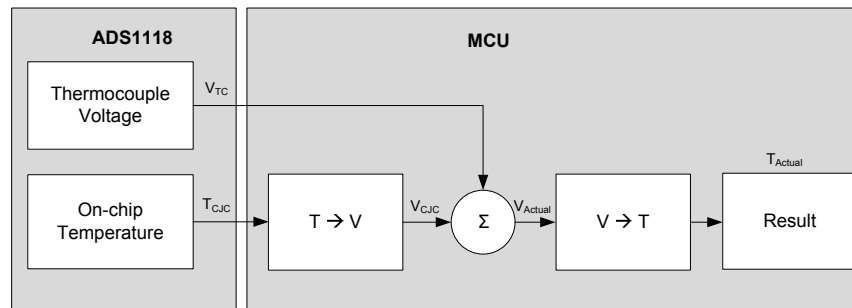 ADS1118
MCU
Thermocouple
Voltage
V_TC
T_Actual
On-chip
Temperature
T_CJC
T → V
V_CJC
Σ
V_Actual
V → T
Result